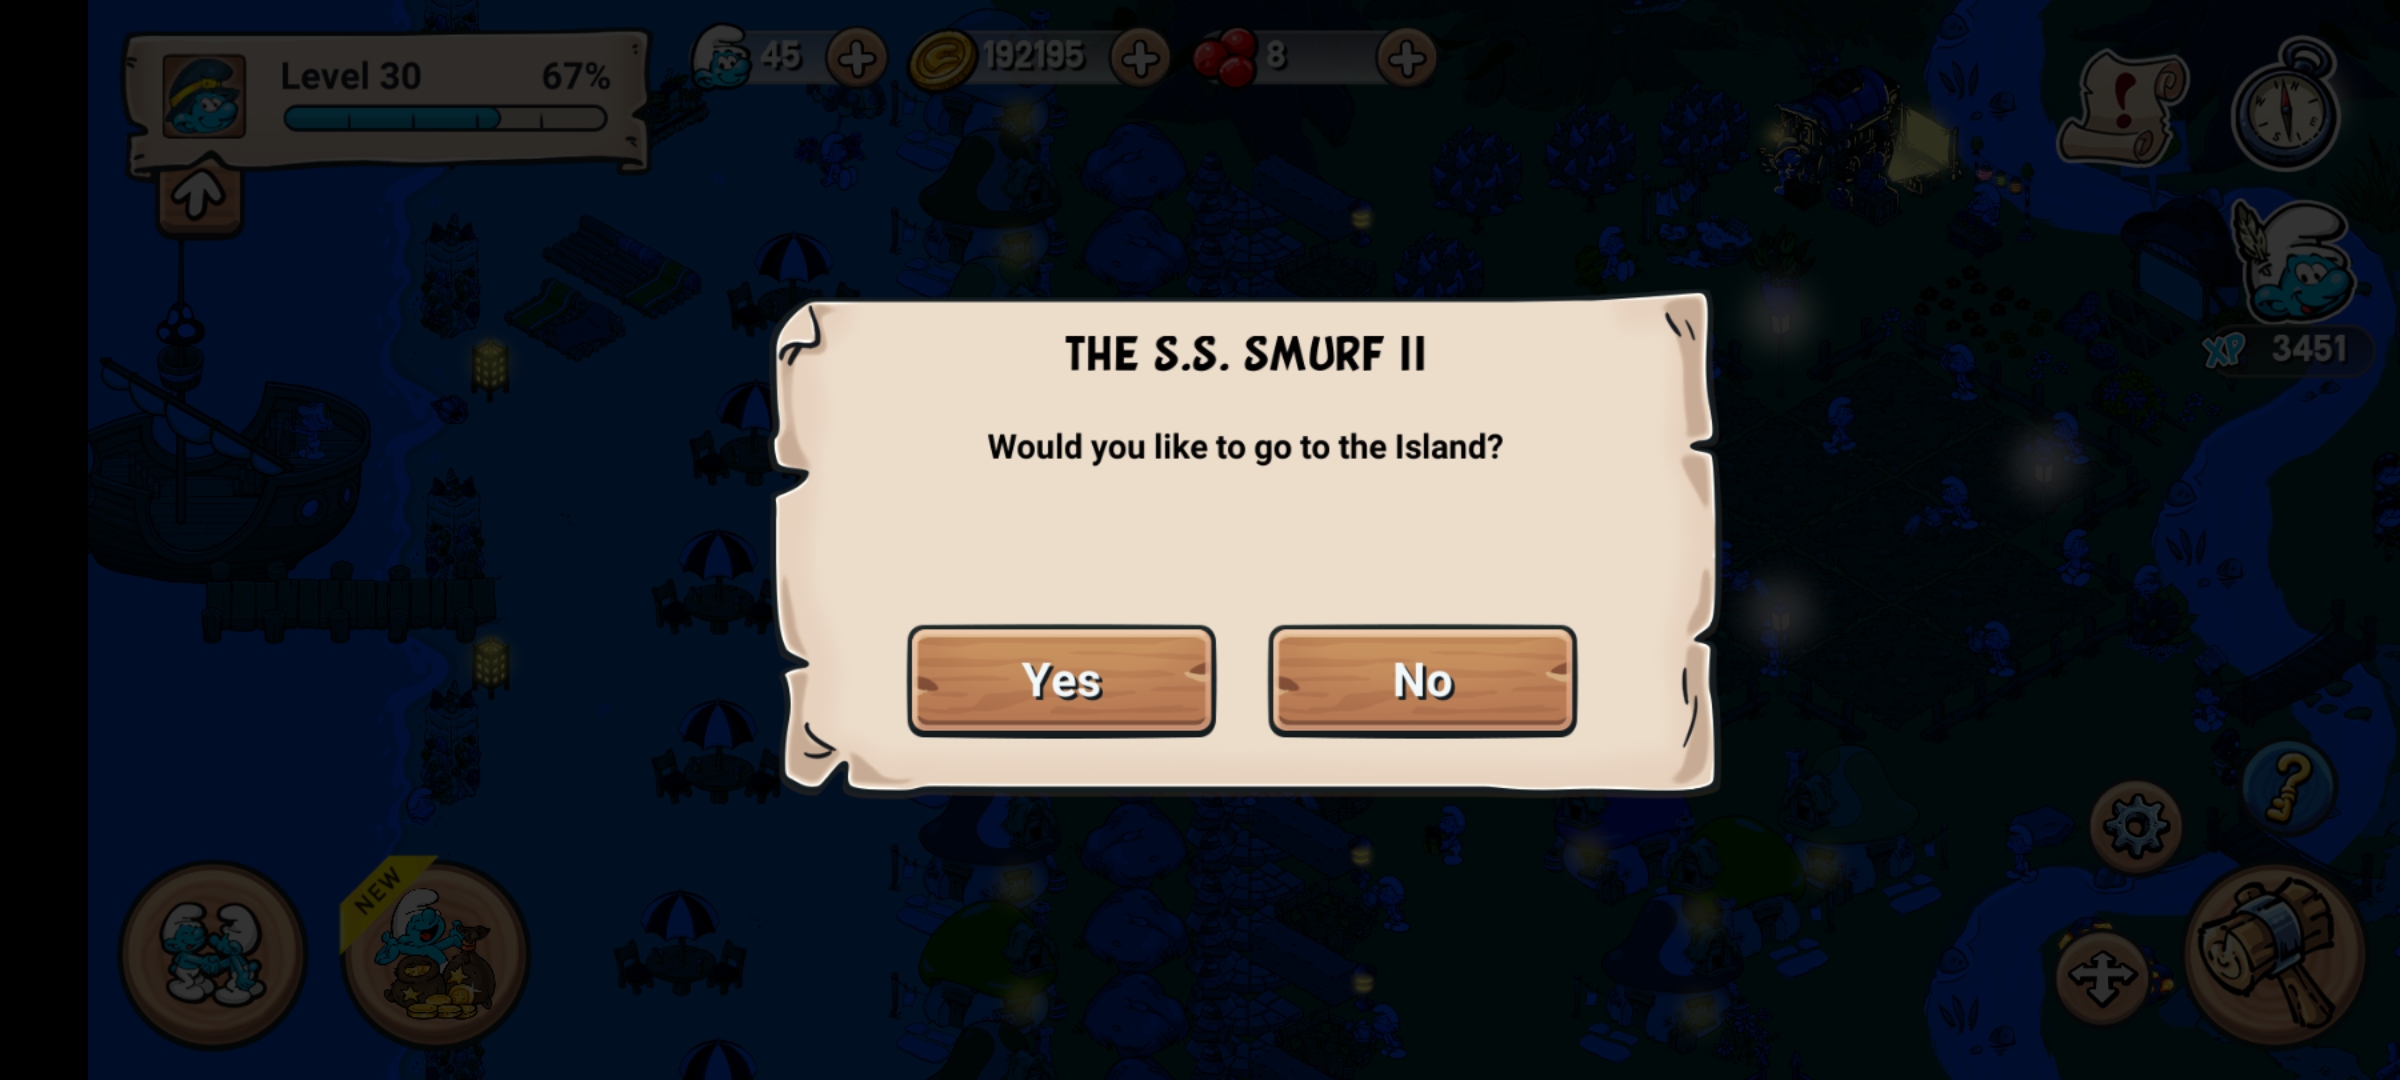 Level 30 67%
45
192195
8
XP 3451
THE S.S. SMURF II
Would you like to go to the Island?
Yes
No
NEW